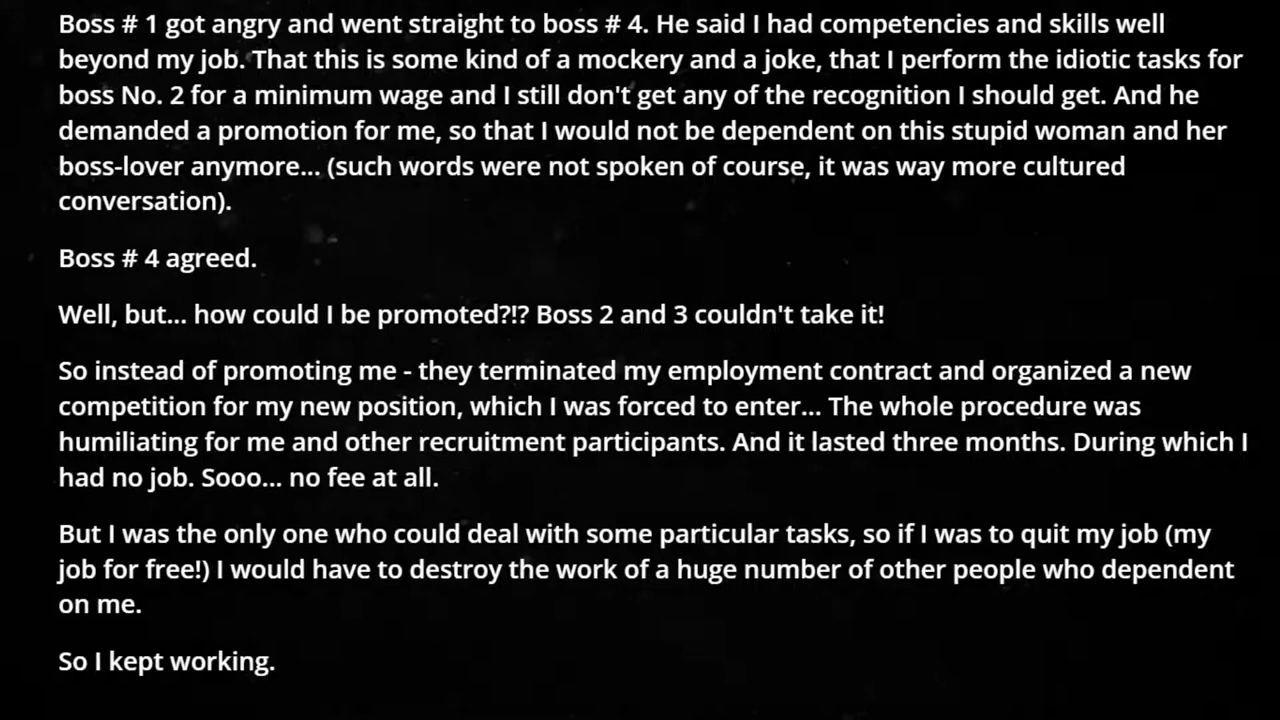 Boss # 1 got angry and went straight to boss # 4. He said I had competencies and skills well
beyond my job. That this is some kind of a mockery and a joke, that I perform the idiotic tasks for
boss No. 2 for a minimum wage and I still don't get any of the recognition I should get. And he
demanded a promotion for me, so that I would not be dependent on this stupid woman and her
boss-lover anymore... (such words were not spoken of course, it was way more cultured
conversation).
Boss # 4 agreed.
Well, but... how could I be promoted?!? Boss 2 and 3 couldn't take it!
So instead of promoting me - they terminated my employment contract and organized a new
competition for my new position, which I was forced to enter... The whole procedure was
humiliating for me and other recruitment participants. And it lasted three months. During which I
had no job. Sooo... no fee at all.
But I was the only one who could deal with some particular tasks, so if I was to quit my job (my
job for free!) I would have to destroy the work of a huge number of other people who dependent
on me.
So I kept working.